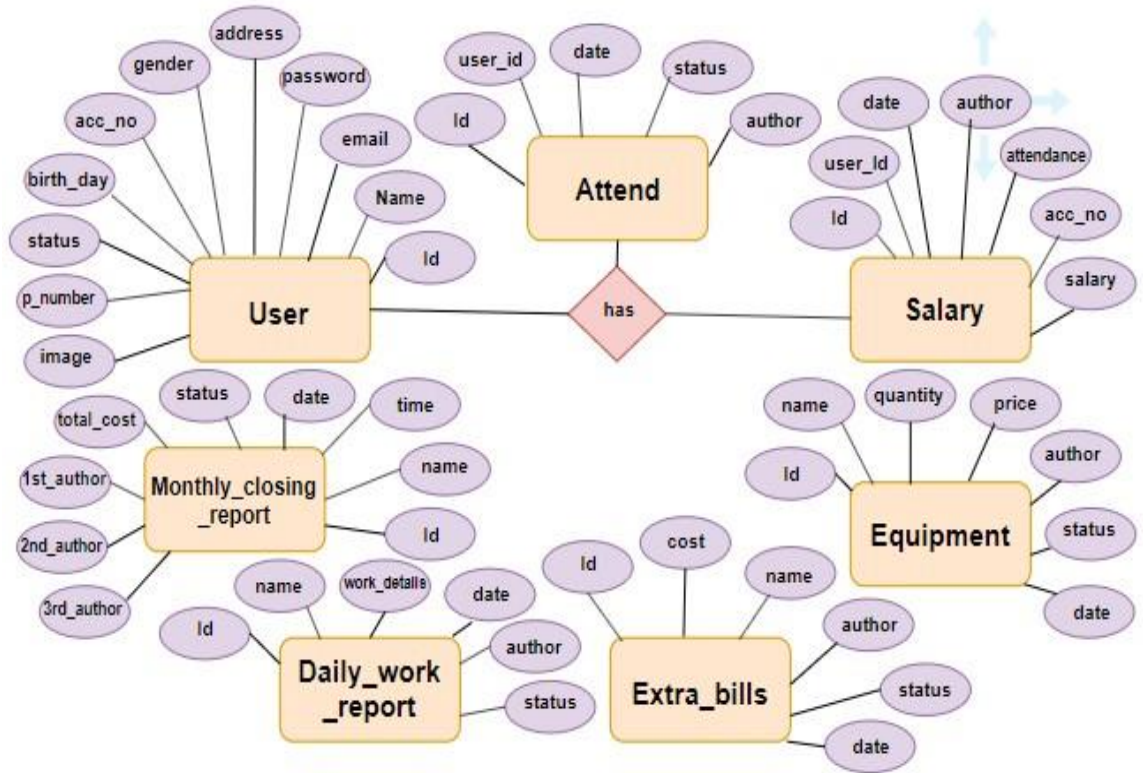 address
gender
password
acc_no
email
birth_day
Name
status
Id
p_number
image
User
user_id
date
status
Id
author
Attend
has
date
author
user_Id
attendance
Id
acc_no
salary
Salary
status
date
time
total_cost
name
1st_author
2nd_author
Id
3rd_author
Monthly_closing
_report
name
work_details
date
Id
author
status
Daily_work
_report
Id
cost
name
author
status
date
Extra_bills
name
quantity
price
Id
author
status
date
Equipment